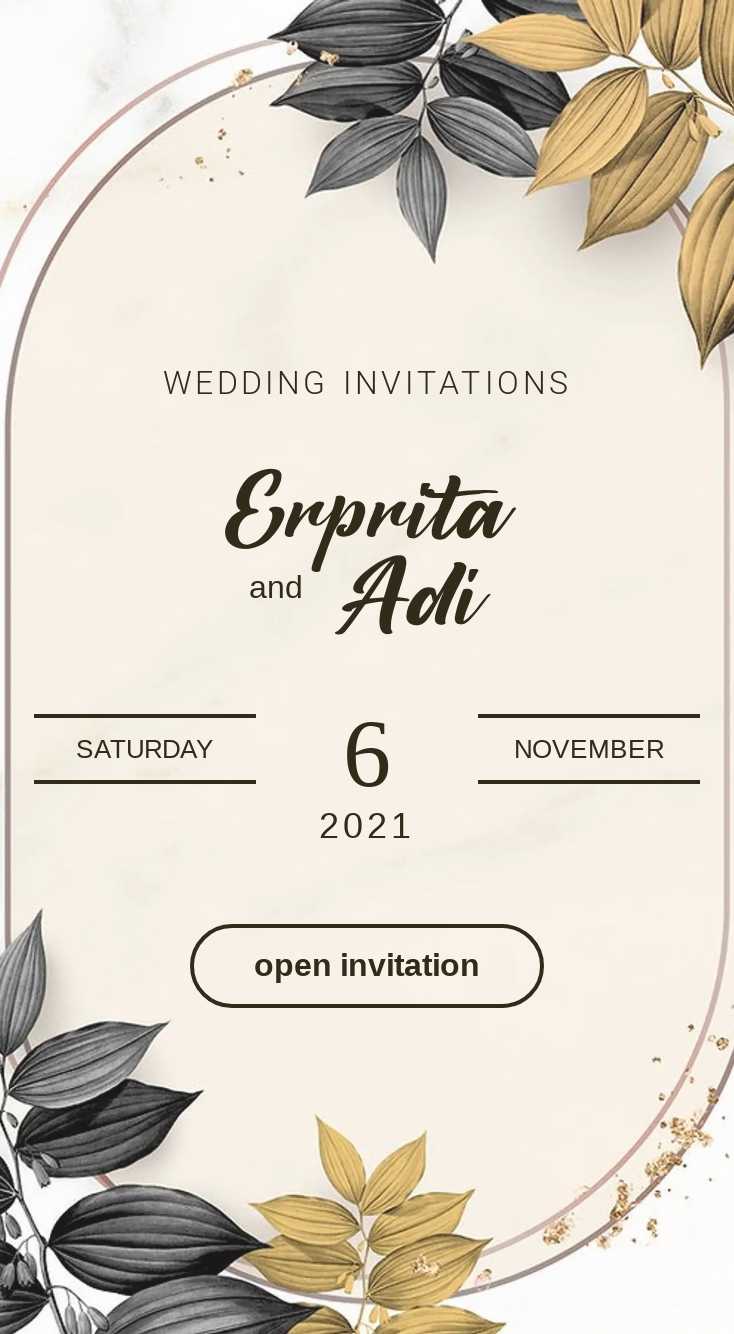 WEDDING INVITATIONS
Erprita
and Adi
SATURDAY 6 NOVEMBER
2021
open invitation